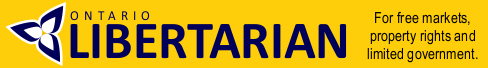 ONTARIO
LIBERTARIAN
For free markets,
property rights and
limited government.